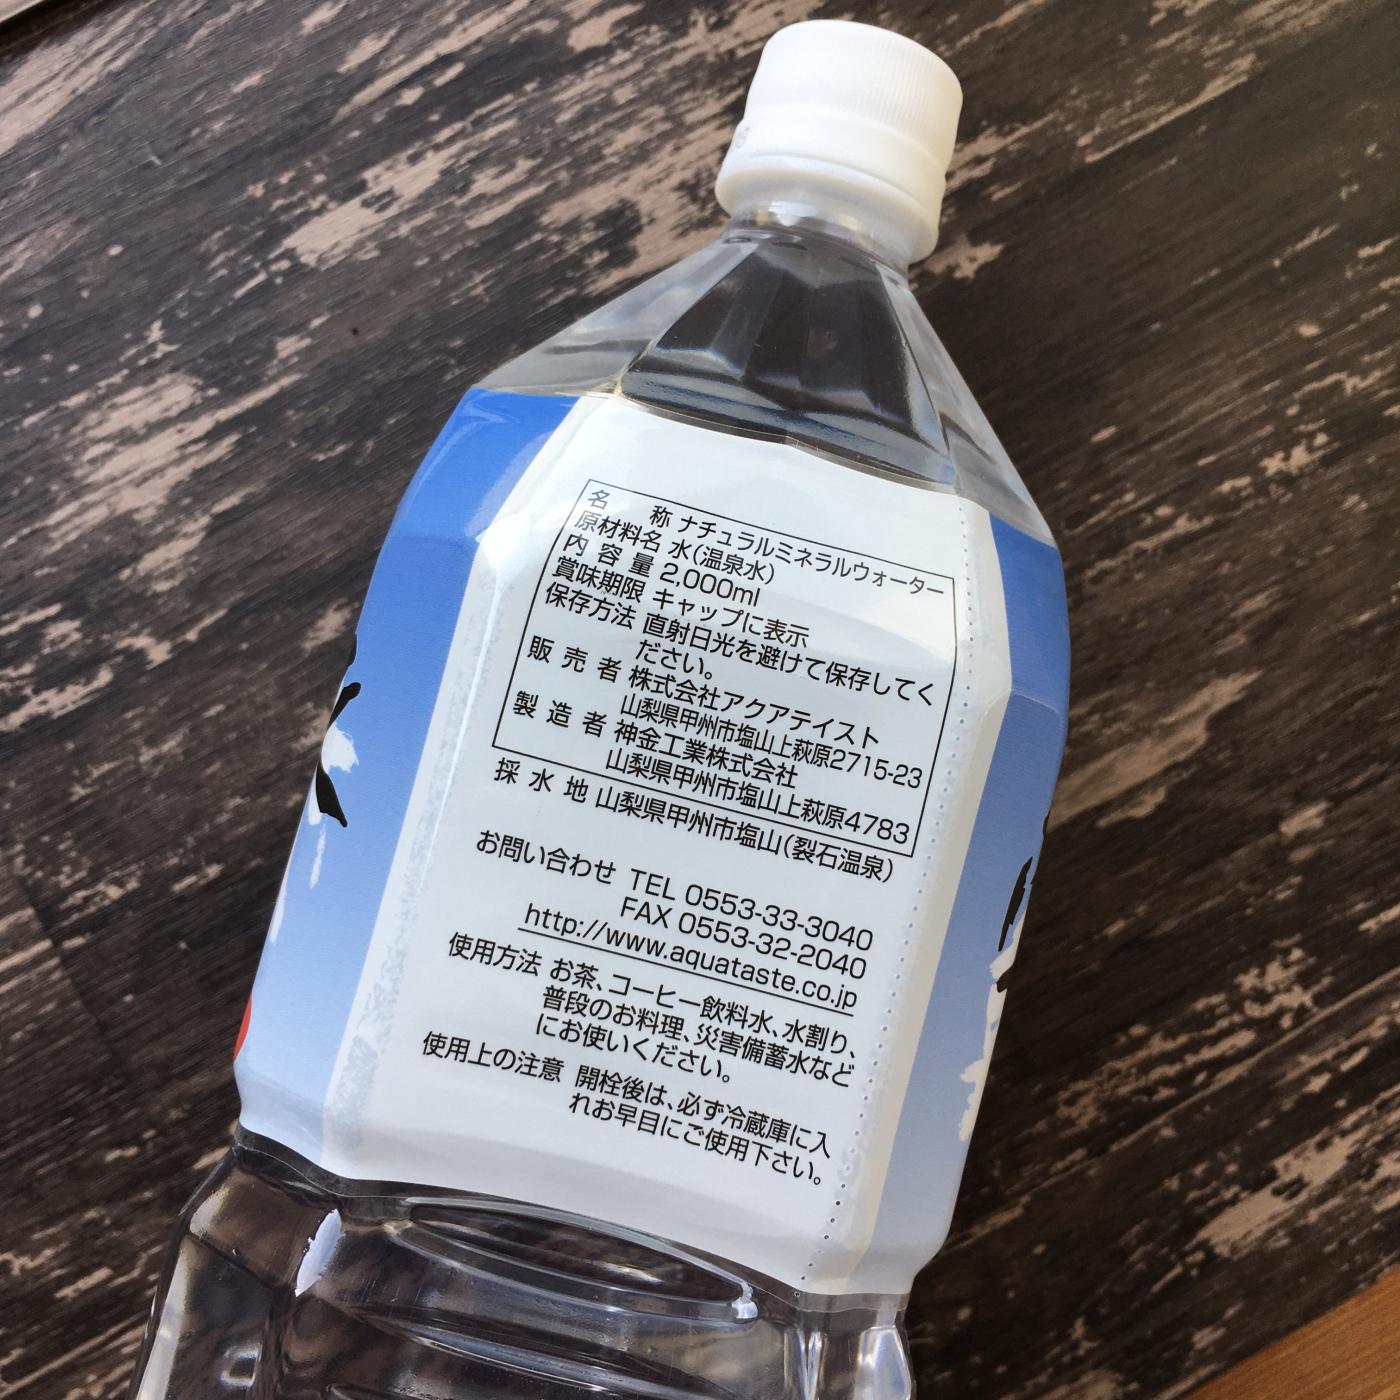 名 称 ナチュラルミネラルウォーター
原材料名 水(温泉水)
内容量 2,000ml
賞味期限 キャップに表示
保存方法 直射日光を避けて保存してく
ださい。
販売者 株式会社アクアテイスト
山梨県甲州市塩山上萩原2715-23
製造者 神金工業株式会社
山梨県甲州市塩山上萩原4783
採水地 山梨県甲州市塩山(裂石温泉)
お問い合わせ TEL 0553-33-3040
FAX 0553-32-2040
http://www.aquataste.co.jp
使用方法 お茶、コーヒー飲料水、水割り、
普段のお料理、災害備蓄水など
にお使いください。
使用上の注意 開栓後は、必ず冷蔵庫に入
れお早目にご使用下さい。